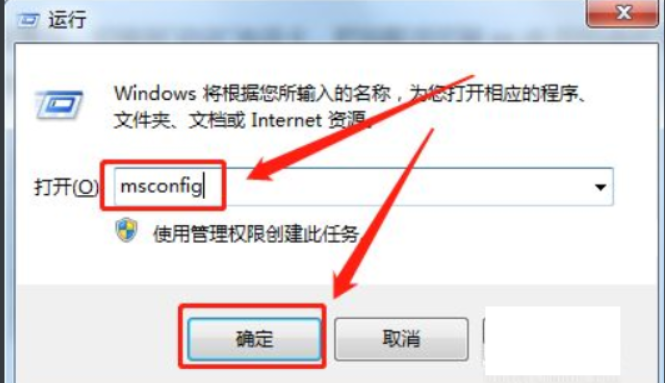 运行
Windows 将根据您所输入的名称，为您打开相应的程序、
文件夹、文档或 Internet 资源。
打开(O)
msconfig
使用管理权限创建此任务
确定
取消